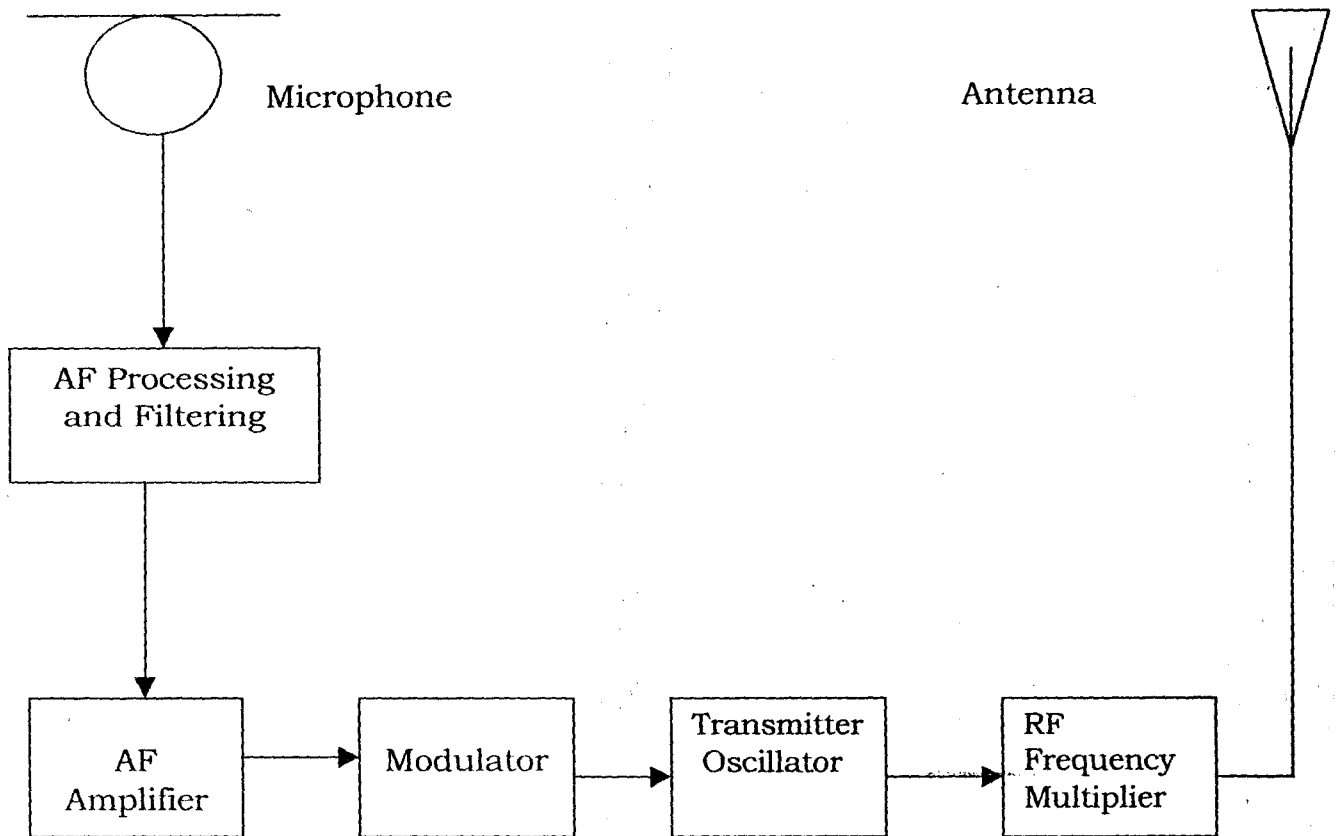 Microphone
Antenna
AF Processing
and Filtering
AF
Amplifier
Modulator
Transmitter
Oscillator
RF
Frequency
Multiplier